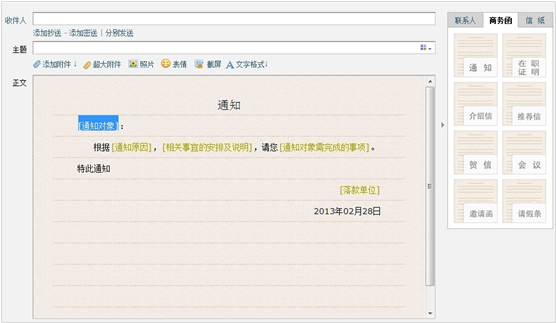 收件人
添加抄送 - 添加密送 | 分别发送
主题
添加附件 超大附件 照片 表情 截屏 文字格式↓
正文
通知
[通知对象]：
根据[通知原因]，[相关事宜的安排及说明]，请您[通知对象需完成的事项]。
特此通知
[落款单位]
2013年02月28日
联系人 商务函 信 纸
通 知
在 职
证 明
介绍信 推荐信
贺 信 会 议
邀请函 请假条